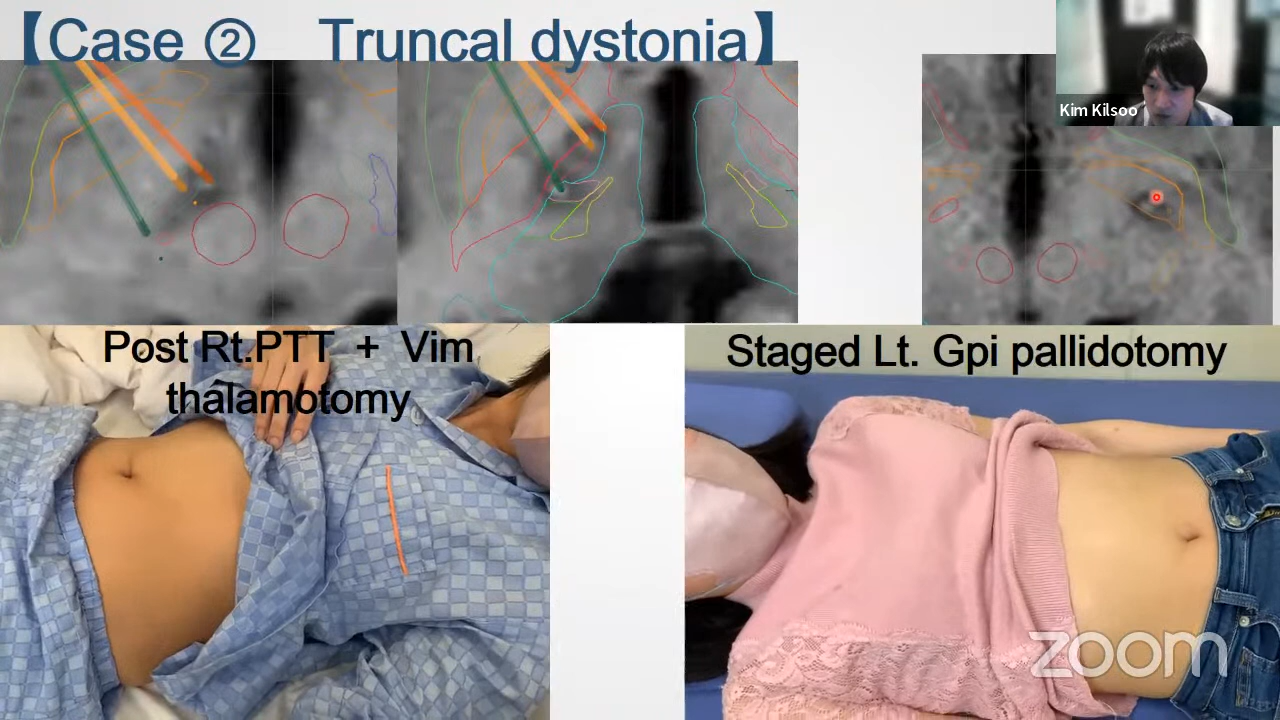 【Case ②　Truncal dystonia】
Kim Kilsoo
Post Rt.PTT + Vim
thalamotomy
Staged Lt. Gpi pallidotomy
zoom